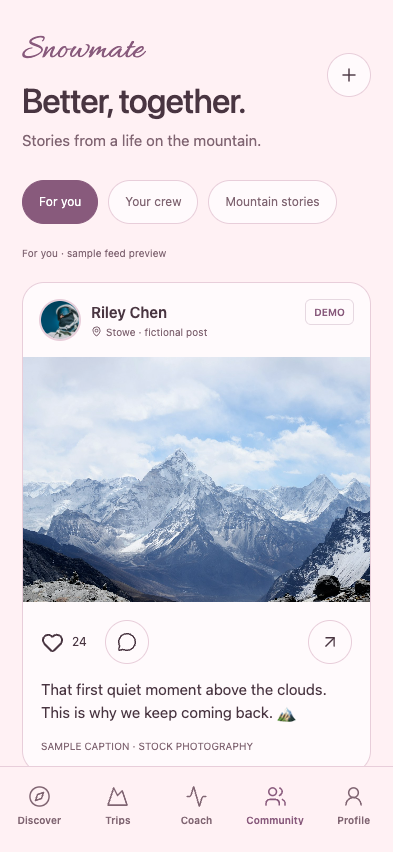 Snowmate
Better, together.
Stories from a life on the mountain.
For you
Your crew
Mountain stories
For you · sample feed preview
Riley Chen
Stowe · fictional post
DEMO
24
That first quiet moment above the clouds.
This is why we keep coming back. 🏔️
SAMPLE CAPTION · STOCK PHOTOGRAPHY
Discover
Trips
Coach
Community
Profile